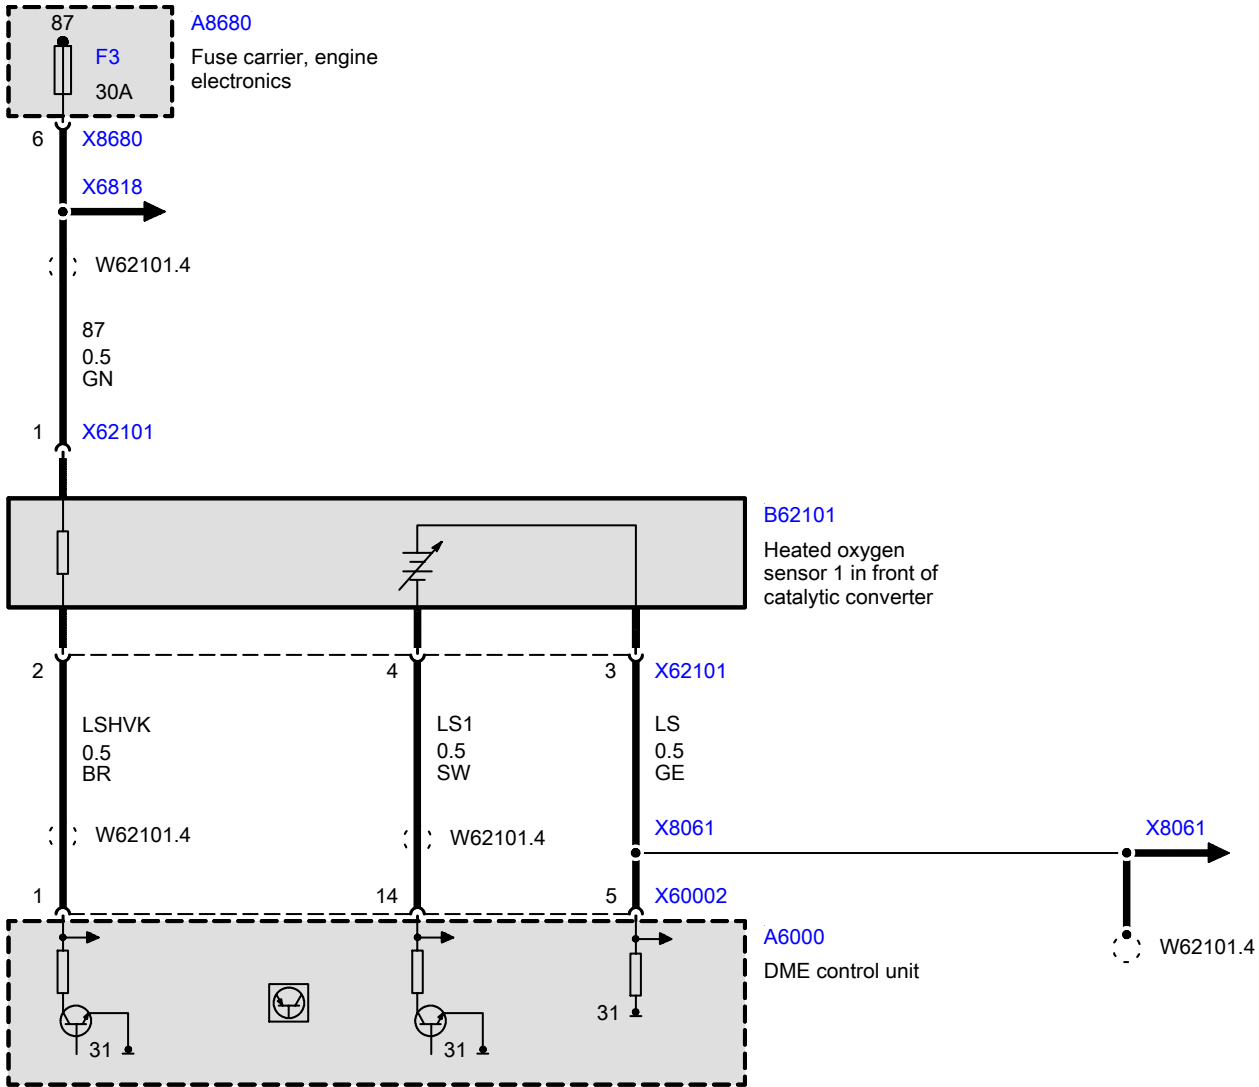 87
A8680
F3
Fuse carrier, engine
electronics
30A
6
X8680
X6818
W62101.4
87
0.5
GN
1
X62101
B62101
Heated oxygen
sensor 1 in front of
catalytic converter
2
4
3
X62101
LSHVK
0.5
BR
LS1
0.5
SW
LS
0.5
GE
W62101.4
W62101.4
X8061
X8061
1
14
5
X60002
A6000
DME control unit
W62101.4
31
31
31